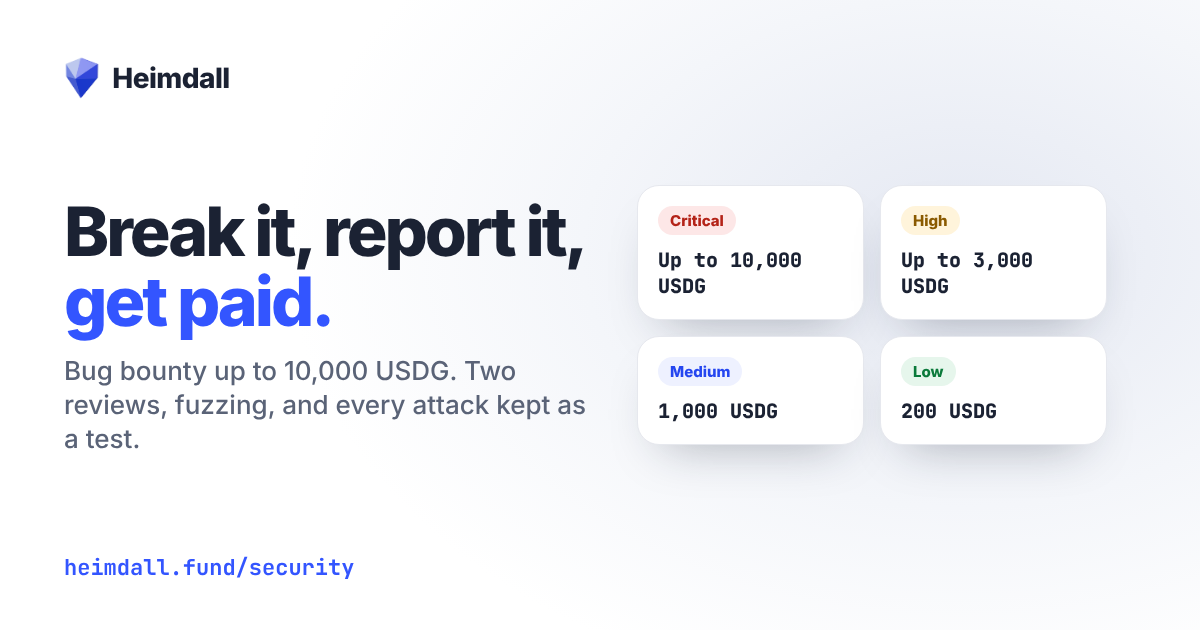 Heimdall
Break it, report it,
get paid.
Bug bounty up to 10,000 USDG. Two
reviews, fuzzing, and every attack kept as
a test.
Critical
Up to 10,000
USDG
High
Up to 3,000
USDG
Medium
1,000 USDG
Low
200 USDG
heimdall.fund/security